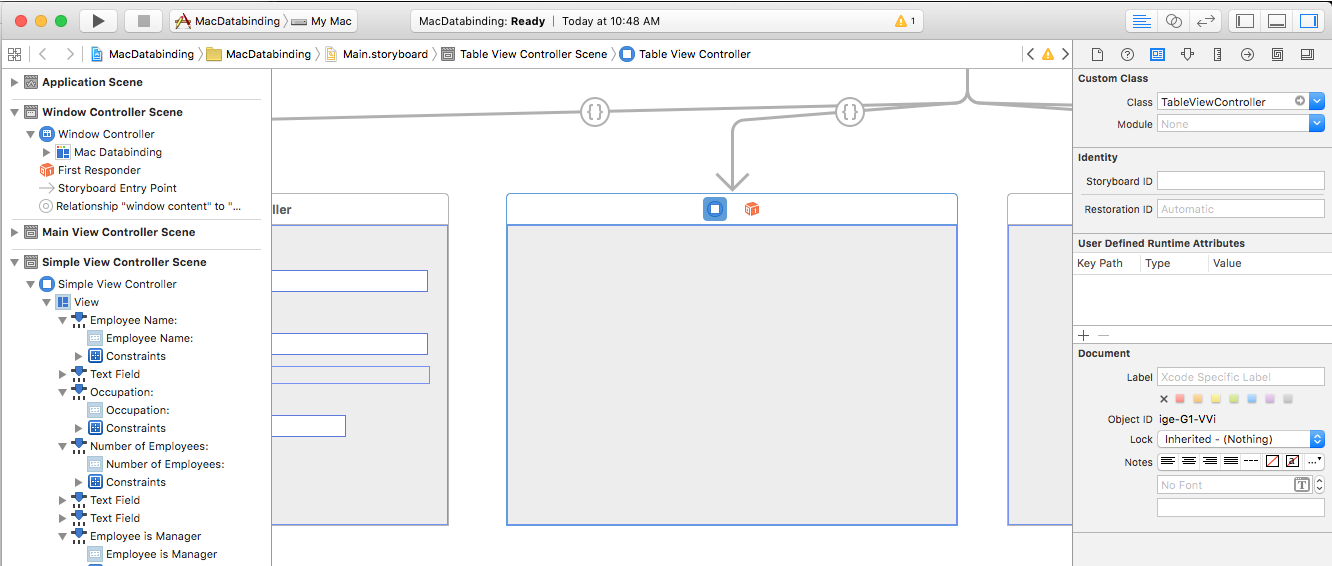 MacDatabinding My Mac
MacDatabinding: Ready | Today at 10:48 AM
1
MacDatabinding MacDatabinding Main.storyboard Table View Controller Scene Table View Controller
Application Scene
Window Controller Scene
Window Controller
Mac Databinding
First Responder
Storyboard Entry Point
Relationship "window content" to "...
Main View Controller Scene
Simple View Controller Scene
Simple View Controller
View
Employee Name:
Employee Name:
Constraints
Text Field
Occupation:
Occupation:
Constraints
Number of Employees:
Number of Employees:
Constraints
Text Field
Text Field
Employee is Manager
Employee is Manager
ller
{}
{}
Custom Class
Class TableViewController
Module None
Identity
Storyboard ID
Restoration ID Automatic
User Defined Runtime Attributes
Key Path Type Value
Document
Label Xcode Specific Label
Object ID ige-G1-VVi
Lock Inherited - (Nothing)
Notes
No Font